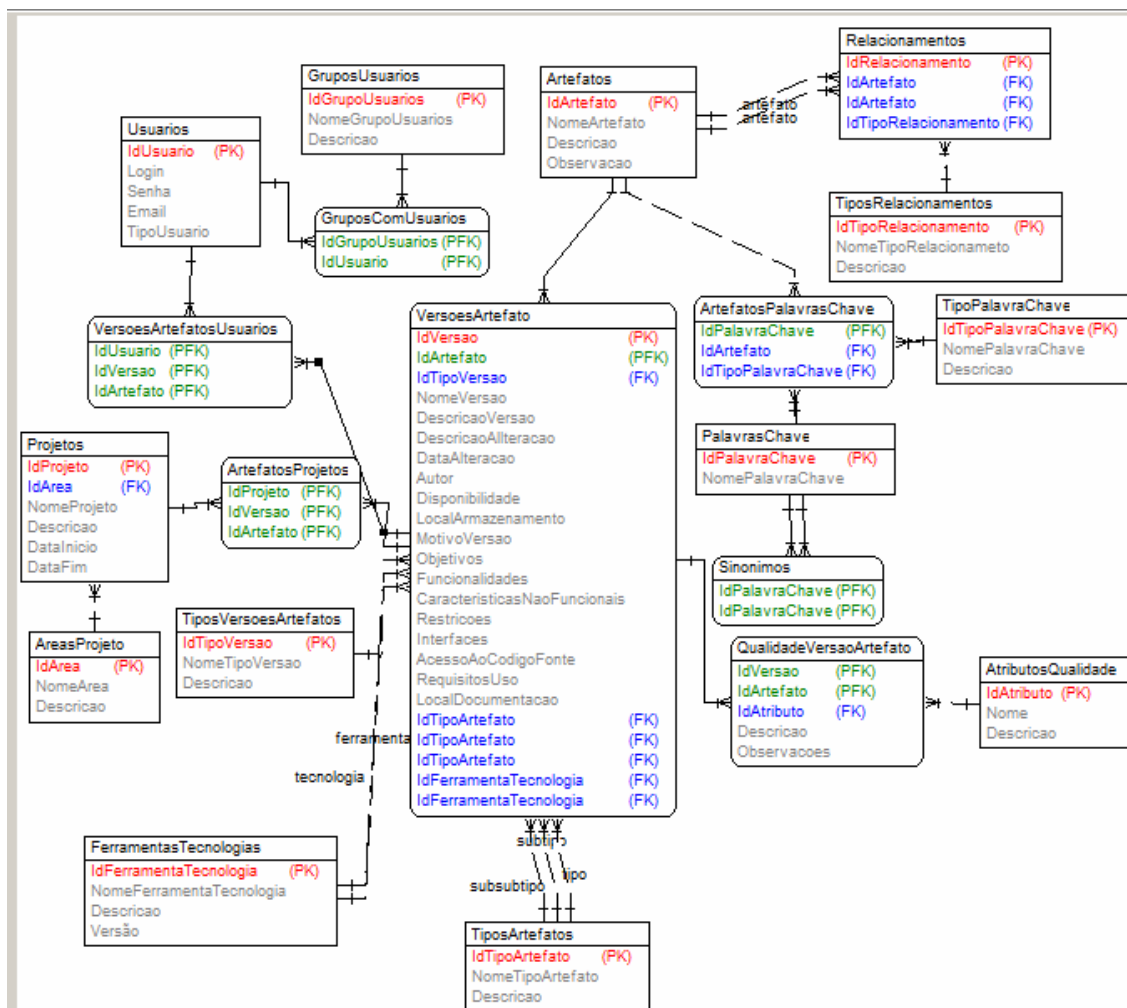 Relacionamentos
IdRelacionamento (PK)
IdArtefato (FK)
IdArtefato (FK)
IdTipoRelacionamento (FK)
GruposUsuarios
IdGrupoUsuarios (PK)
NomeGrupoUsuarios
Descricao
Artefatos
IdArtefato (PK)
NomeArtefato
Descricao
Observacao
artefato
artefato
Usuarios
IdUsuario (PK)
Login
Senha
Email
TipoUsuario
GruposComUsuarios
IdGrupoUsuarios (PFK)
IdUsuario (PFK)
TiposRelacionamentos
IdTipoRelacionamento (PK)
NomeTipoRelacionameto
Descricao
VersoesArtefatosUsuarios
IdUsuario (PFK)
IdVersao (PFK)
IdArtefato (PFK)
VersoesArtefato
IdVersao (PK)
IdArtefato (PFK)
IdTipoVersao (FK)
NomeVersao
DescricaoVersao
DescricaoAllteracao
DataAlteracao
Autor
Disponibilidade
LocalArmazenamento
MotivoVersao
Objetivos
Funcionalidades
CaracteristicasNaoFuncionais
Restricoes
Interfaces
AcessoAoCodigoFonte
RequisitosUso
LocalDocumentacao
IdTipoArtefato (FK)
IdTipoArtefato (FK)
IdTipoArtefato (FK)
IdFerramentaTecnologia (FK)
IdFerramentaTecnologia (FK)
ArtefatosPalavrasChave
IdPalavraChave (PFK)
IdArtefato (FK)
IdTipoPalavraChave (FK)
TipoPalavraChave
IdTipoPalavraChave (PK)
NomePalavraChave
Descricao
PalavrasChave
IdPalavraChave (PK)
NomePalavraChave
Projetos
IdProjeto (PK)
IdArea (FK)
NomeProjeto
Descricao
DataInicio
DataFim
ArtefatosProjetos
IdProjeto (PFK)
IdVersao (PFK)
IdArtefato (PFK)
Sinonimos
IdPalavraChave (PFK)
IdPalavraChave (PFK)
AreasProjeto
IdArea (PK)
NomeArea
Descricao
TiposVersoesArtefatos
IdTipoVersao (PK)
NomeTipoVersao
Descricao
QualidadeVersaoArtefato
IdVersao (PFK)
IdArtefato (PFK)
IdAtributo (FK)
Descricao
Observacoes
AtributosQualidade
IdAtributo (PK)
Nome
Descricao
ferramenta
tecnologia
FerramentasTecnologias
IdFerramentaTecnologia (PK)
NomeFerramentaTecnologia
Descricao
Versão
subtipo
tipo
subsubtipo
TiposArtefatos
IdTipoArtefato (PK)
NomeTipoArtefato
Descricao